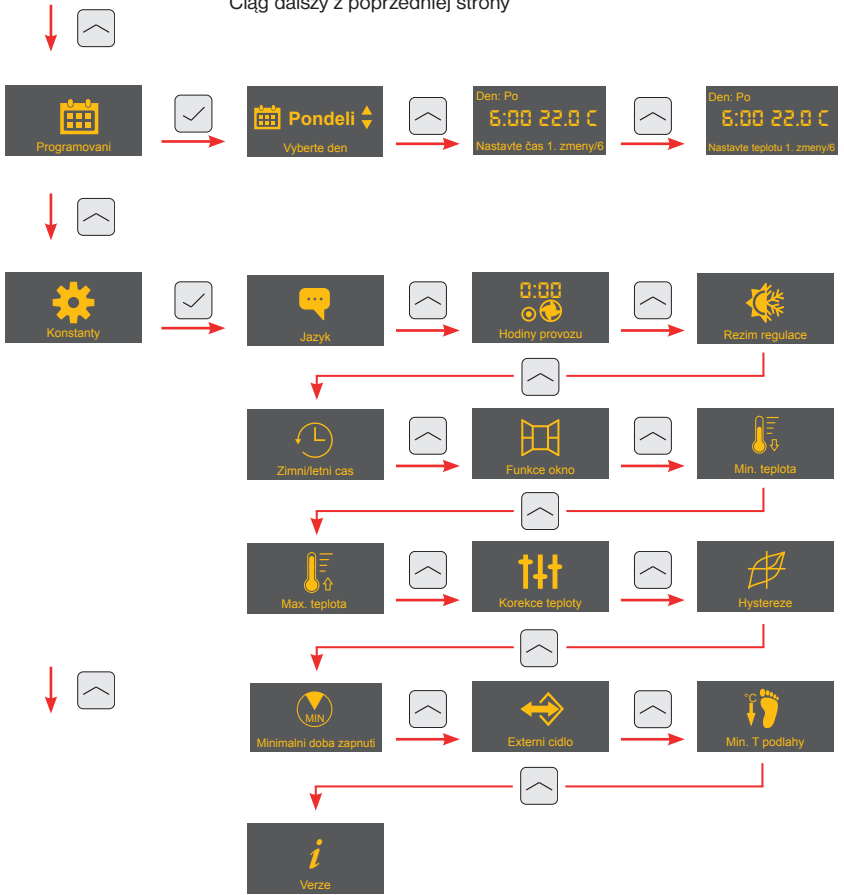 Ciąg dalszy z poprzedniej strony
Programovani
Pondeli
Vyberte den
Den: Po
6:00 22.0 C
Nastavte čas 1. zmeny/6
Den: Po
6:00 22.0 C
Nastavte teplotu 1. zmeny/6
Konstanty
Jazyk
0:00
Hodiny provozu
Rezim regulace
Zimni/letni cas
Funkce okno
Min. teplota
Max. teplota
Korekce teploty
Hystereze
MIN
Minimalni doba zapnuti
Externi cidlo
°C
Min. T podlahy
i
Verze